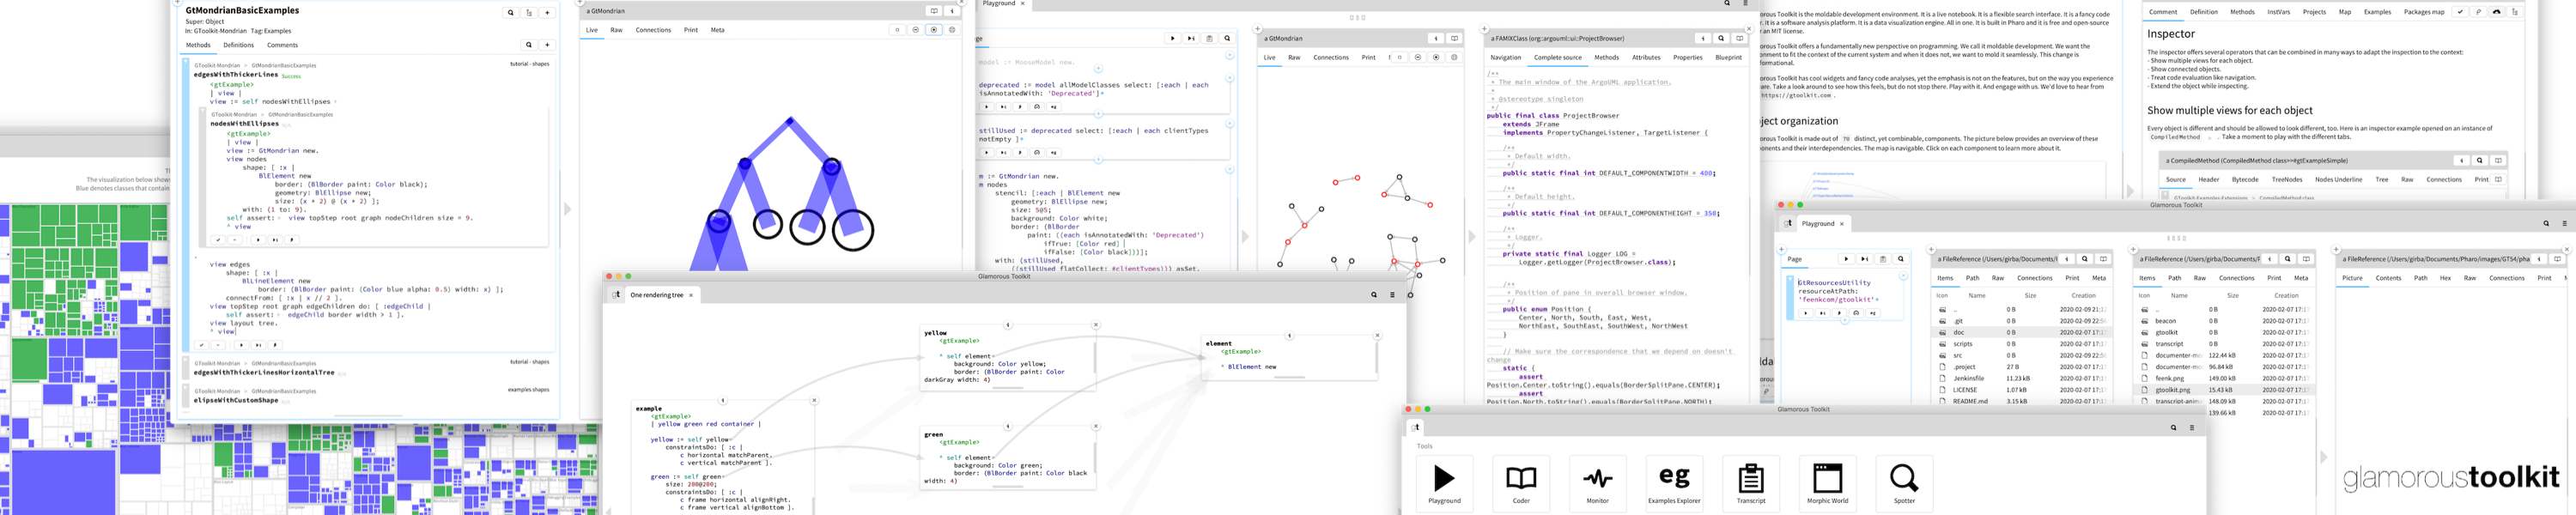 GtMondrianBasicExamples
Super: Object
In: GToolkit-Mondrian Tag: Examples
Methods Definitions Comments
GToolkit-Mondrian > GtMondrianBasicExamples
tutorial - shapes
edgesWithThickerLines Success
<gtExample>
| view |
view := self nodesWithEllipses
GToolkit-Mondrian > GtMondrianBasicExamples
nodesWithEllipses
<gtExample>
| view |
view := GtMondrian new.
view nodes
shape: [ :x |
BlElement new
border: (BlBorder paint: Color black);
geometry: BlEllipse new;
size: (x * 2) @ (x * 2) ];
with: (1 to: 9).
self assert: view topStep root graph nodeChildren size = 9.
^ view
view edges
shape: [ :x |
BlLineElement new
border: (BlBorder paint: (Color blue alpha: 0.5) width: x) ];
connectFrom: [ :x | x // 2 ].
view topStep root graph edgeChildren do: [ :edgeChild |
self assert: edgeChild border width > 1 ].
view layout tree.
^ view
GToolkit-Mondrian > GtMondrianBasicExamples
tutorial - shapes
edgesWithThickerLinesHorizontalTree
GToolkit-Mondrian > GtMondrianBasicExamples
examples shapes
elipseWithCustomShape
The visualization below shows
Blue denotes classes that contain
a GtMondrian
Live Raw Connections Print Meta
Playground
model := MooseModel new.
deprecated := model allModelClasses select: [:each | each
isAnnotatedWith: 'Deprecated']
stillUsed := deprecated select: [:each | each clientTypes
notEmpty ]
m := GtMondrian new.
m nodes
stencil: [:each | BlElement new
geometry: BlEllipse new;
size: 5@5;
background: Color white;
border: (BlBorder
paint: ((each isAnnotatedWith: 'Deprecated')
ifTrue: [Color red]
ifFalse: [Color black]))];
with: (stillUsed,
((stillUsed flatCollect: #clientTypes))) asSet.
a GtMondrian
Live Raw Connections Print
a FAMIXClass (org::argouml::ui::ProjectBrowser)
Navigation Complete source Methods Attributes Properties Blueprint
/**
* The main window of the ArgoUML application.
*
* @stereotype singleton
*/
public final class ProjectBrowser
extends JFrame
implements PropertyChangeListener, TargetListener {
/**
* Default width.
*/
public static final int DEFAULT_COMPONENTWIDTH = 400;
/**
* Default height.
*/
public static final int DEFAULT_COMPONENTHEIGHT = 350;
/**
* Logger.
*/
private static final Logger LOG =
Logger.getLogger(ProjectBrowser.class);
/**
* Position of pane in overall browser window.
*/
public enum Position {
Center, North, South, East, West,
NorthEast, SouthEast, SouthWest, NorthWest
}
// Make sure the correspondence that we depend on doesn't
change
static {
assert
Position.Center.toString().equals(BorderSplitPane.CENTER);
assert
Position.North.toString().equals(BorderSplitPane.NORTH);
orous Toolkit is the moldable development environment. It is a live notebook. It is a flexible search interface. It is a fancy code
. It is a software analysis platform. It is a data visualization engine. All in one. It is built in Pharo and it is free and open-source
r an MIT license.
orous Toolkit offers a fundamentally new perspective on programming. We call it moldable development. We want the
onment to fit the context of the current system and when it does not, we want to mold it seamlessly. This change is
formational.
orous Toolkit has cool widgets and fancy code analyses, yet the emphasis is not on the features, but on the way you experience
are. Take a look around to see how this feels, but do not stop there. Play with it. And engage us. We'd love to hear from
https://gtoolkit.com .
ject organization
orous Toolkit is made out of 70 distinct, yet combinable, components. The picture below provides an overview of these
onents and their interdependencies. The map is navigable. Click on each component to learn more about it.
Comment Definition Methods InstVars Projects Map Examples Packages map
Inspector
The inspector offers several operators that can be combined in many ways to adapt the inspection to the context:
- Show multiple views for each object.
- Show connected objects.
- Treat code evaluation like navigation.
- Extend the object while inspecting.
Show multiple views for each object
Every object is different and should be allowed to look different, too. Here is an inspector example opened on an instance of
CompiledMethod . Take a moment to play with the different tabs.
a CompiledMethod (CompiledMethod class>>#gtExampleSimple)
Source Header Bytecode TreeNodes Nodes Underline Tree Raw Connections Print
Glamorous Toolkit
gt One rendering tree
example
<gtExample>
| yellow green red container |
yellow := self yellow
constraintsDo: [ :c |
c horizontal matchParent.
c vertical matchParent ].
green := self green
size: 200@200;
constraintsDo: [ :c |
c frame horizontal alignRight.
c frame vertical alignBottom ].
yellow
<gtExample>
^ self element
background: Color yellow;
border: (BlBorder paint: Color
darkGray width: 4)
green
<gtExample>
^ self element
background: Color green;
border: (BlBorder paint: Color black
width: 4)
element
<gtExample>
^ BlElement new
Glamorous Toolkit
gt Playground
Page
GtResourcesUtility
resourceAtPath:
'feenkcom/gtoolkit'
a FileReference (/Users/girba/Documents/
Items Path Raw Connections Print Meta
Icon Name Size Creation
.. 0 B 2020-02-09 21:1
.git 0 B 2020-02-09 22:5
doc 0 B 2020-02-07 17:1
scripts 0 B 2020-02-07 17:1
src 0 B 2020-02-09 22:5
.project 27 B 2020-02-07 17:1
Jenkinsfile 11.23 kB 2020-02-07 17:1
LICENSE 1.07 kB 2020-02-07 17:1
README.md 3.15 kB 2020-02-07 17:1
a FileReference (/Users/girba/Documents/
Items Path Raw Connections Print Meta
Icon Name Size Creation
.. 0 B 2020-02-07 17:1
beacon 0 B 2020-02-07 17:1
gtoolkit 0 B 2020-02-07 17:1
transcript 0 B 2020-02-07 17:1
documenter-mo 122.44 kB 2020-02-07 17:1
documenter-mo 96.84 kB 2020-02-07 17:1
feenk.png 149.00 kB 2020-02-07 17:1
gtoolkit.png 15.43 kB 2020-02-07 17:1
transcript-anim 148.09 kB 2020-02-07 17:1
139.66 kB 2020-02-07 17:1
a FileReference (/Users/girba/Documents/Pharo/images/GT54/pha
Picture Contents Path Hex Raw Connections Print
glamoroustoolkit
Glamorous Toolkit
gt
Tools
Playground
Coder
Monitor
eg
Examples Explorer
Transcript
Morphic World
Spotter